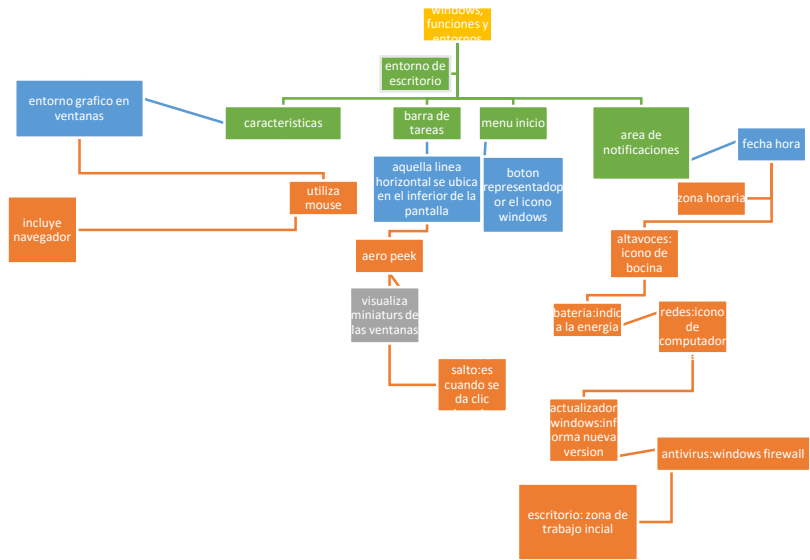 windows,
funciones y
entornos
entorno de
escritorio
entorno grafico en
ventanas
caracteristicas
barra de
tareas
menu inicio
area de
notificaciones
fecha hora
aquella linea
horizontal se ubica
en el inferior de la
pantalla
boton
representadop
or el icono
windows
utiliza
mouse
zona horaria
incluye
navegador
aero peek
altavoces:
icono de
bocina
visualiza
miniaturs de
las ventanas
bateria:indic
a la energia
redes:icono
de
computador
salto:es
cuando se
da clic
actualizador
windows:inf
orma nueva
version
antivirus:windows firewall
escritorio: zona de
trabajo incial